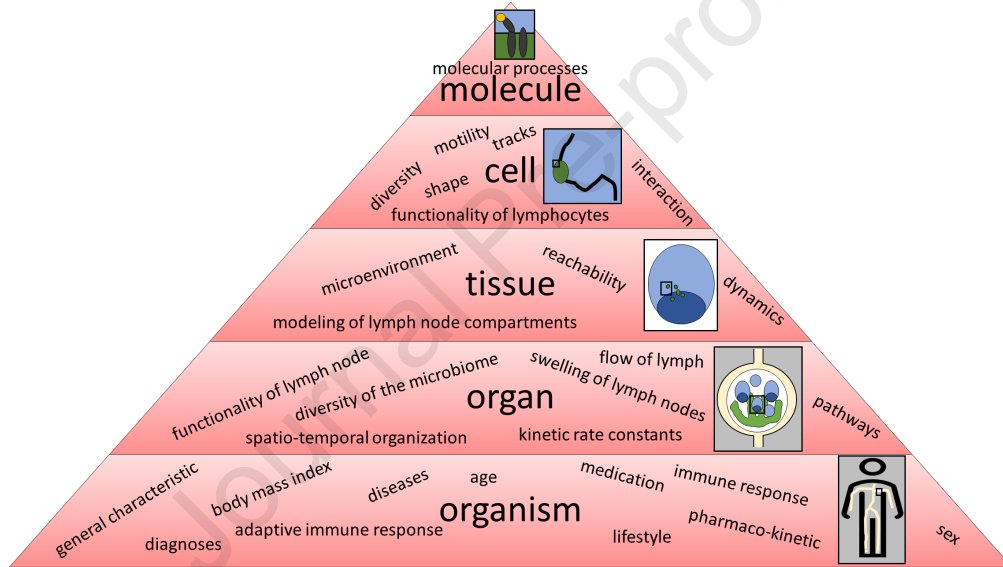 molecular processes
molecule
motility
tracks
diversity
shape
cell
interaction
functionality of lymphocytes
microenvironment
reachability
tissue
dynamics
modeling of lymph node compartments
functionality of lymph node
diversity of the microbiome
swelling of lymph nodes
flow of lymph
organ
pathways
spatio-temporal organization
kinetic rate constants
general characteristic
body mass index
diseases
age
medication
immune response
organism
diagnoses
adaptive immune response
lifestyle
pharmaco-kinetic
sex
Journal Pre-pro